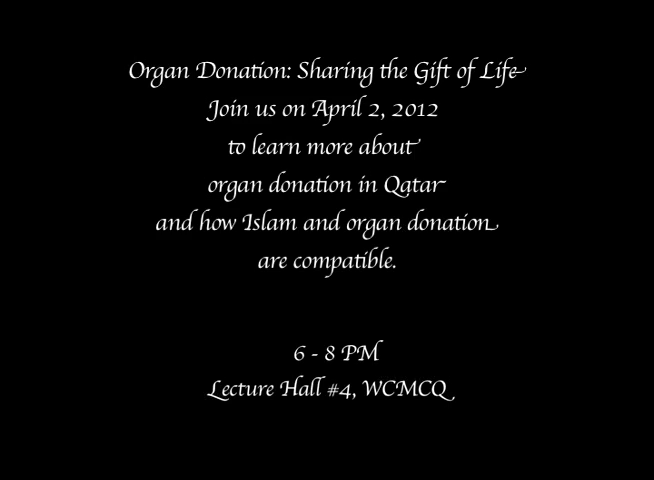 Organ Donation: Sharing the Gift of Life
Join us on April 2, 2012
to learn more about
organ donation in Qatar
and how Islam and organ donation
are compatible.
6 - 8 PM
Lecture Hall #4, WCMCQ